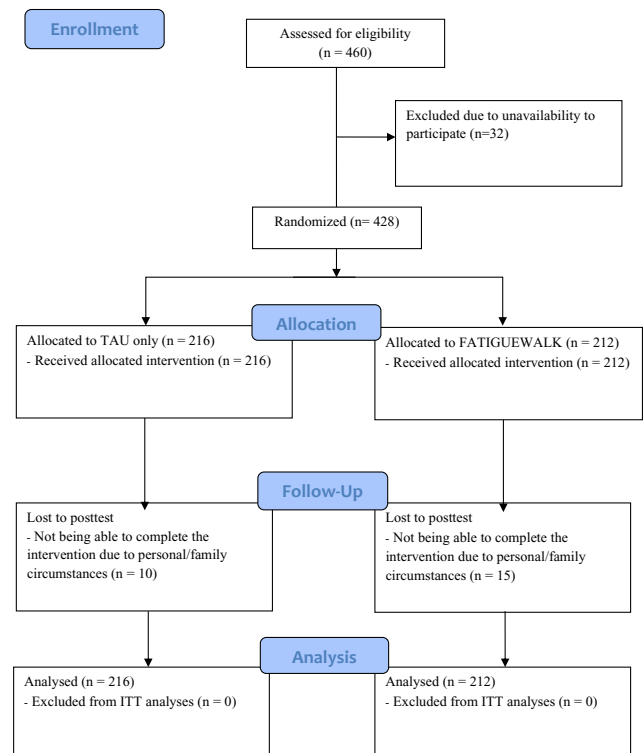 Enrollment
Assessed for eligibility
(n = 460)
Excluded due to unavailability to
participate (n=32)
Randomized (n= 428)
Allocation
Allocated to TAU only (n = 216)
- Received allocated intervention (n = 216)
Allocated to FATIGUEWALK (n = 212)
- Received allocated intervention (n = 212)
Follow-Up
Lost to posttest
- Not being able to complete the
intervention due to personal/family
circumstances (n = 10)
Lost to posttest
- Not being able to complete the
intervention due to personal/family
circumstances (n = 15)
Analysis
Analysed (n = 216)
- Excluded from ITT analyses (n = 0)
Analysed (n = 212)
- Excluded from ITT analyses (n = 0)